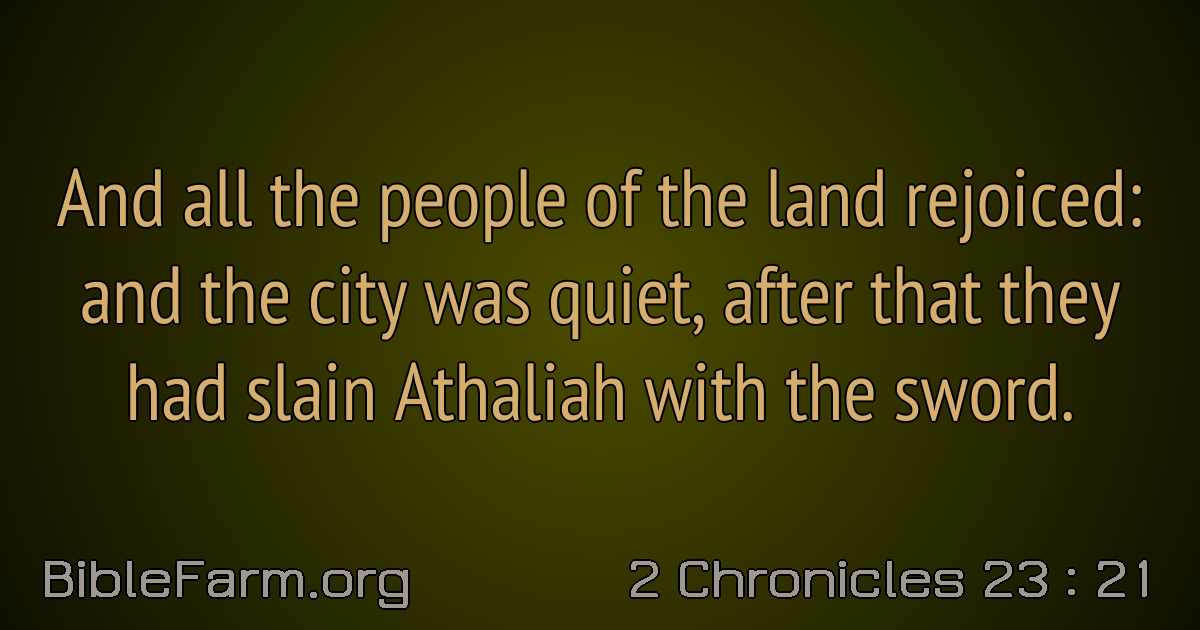 And all the people of the land rejoiced:
and the city was quiet, after that they
had slain Athaliah with the sword.
BibleFarm.org
2 Chronicles 23 : 21